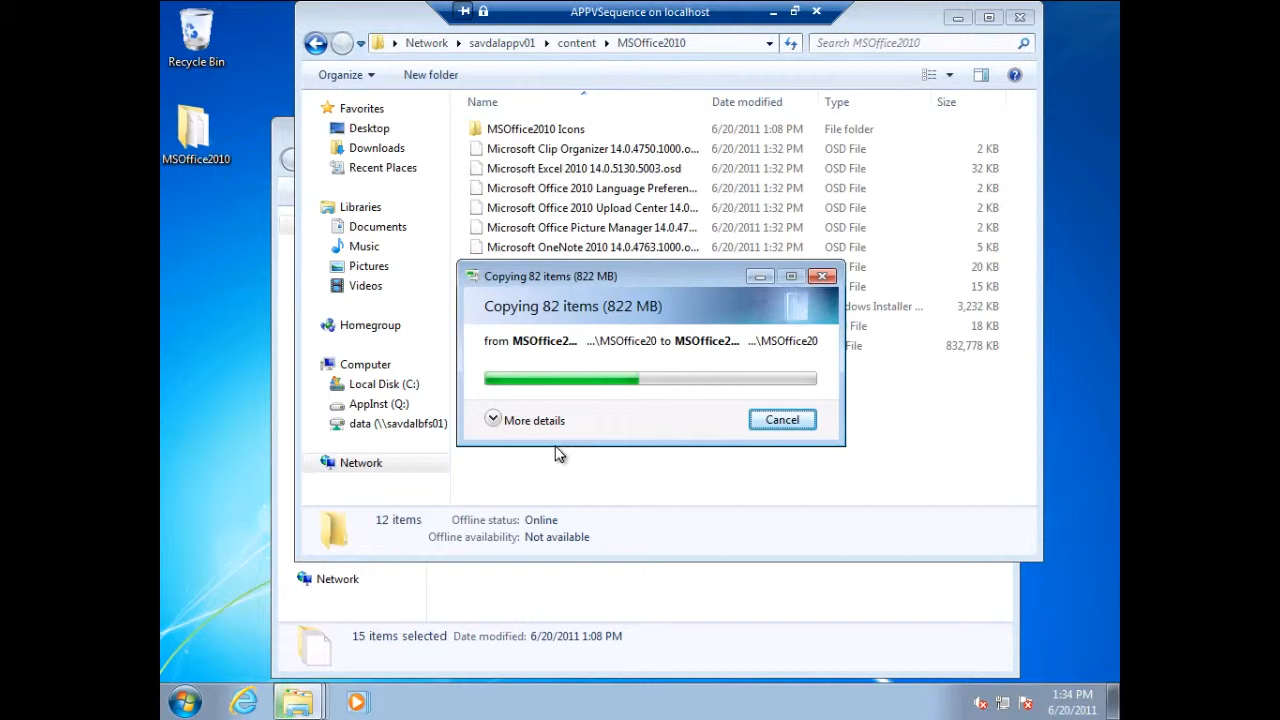 APPVSequence on localhost
Recycle Bin
MSOffice2010
Network savdalappv01 content MSOffice2010
Search MSOffice2010
Organize New folder
Name Date modified Type Size
Favorites
Desktop
Downloads
Recent Places
Libraries
Documents
Music
Pictures
Videos
Homegroup
Computer
Local Disk (C:)
AppInst (Q:)
data (\\savdalbfs01)
Network
MSOffice2010 Icons 6/20/2011 1:08 PM File folder
Microsoft Clip Organizer 14.0.4750.1000.o... 6/20/2011 1:32 PM OSD File 2 KB
Microsoft Excel 2010 14.0.5130.5003.osd 6/20/2011 1:32 PM OSD File 32 KB
Microsoft Office 2010 Language Preferen... 6/20/2011 1:32 PM OSD File 2 KB
Microsoft Office 2010 Upload Center 14.0... 6/20/2011 1:32 PM OSD File 2 KB
Microsoft Office Picture Manager 14.0.47... 6/20/2011 1:32 PM OSD File 2 KB
Microsoft OneNote 2010 14.0.4763.1000.o... 6/20/2011 1:32 PM OSD File 5 KB
File 20 KB
File 15 KB
dows Installer ... 3,232 KB
File 18 KB
File 832,778 KB
Copying 82 items (822 MB)
Copying 82 items (822 MB)
from MSOffice2... ...\MSOffice20 to MSOffice2... ...\MSOffice20
More details
Cancel
12 items Offline status: Online
Offline availability: Not available
Network
15 items selected Date modified: 6/20/2011 1:08 PM
1:34 PM
6/20/2011